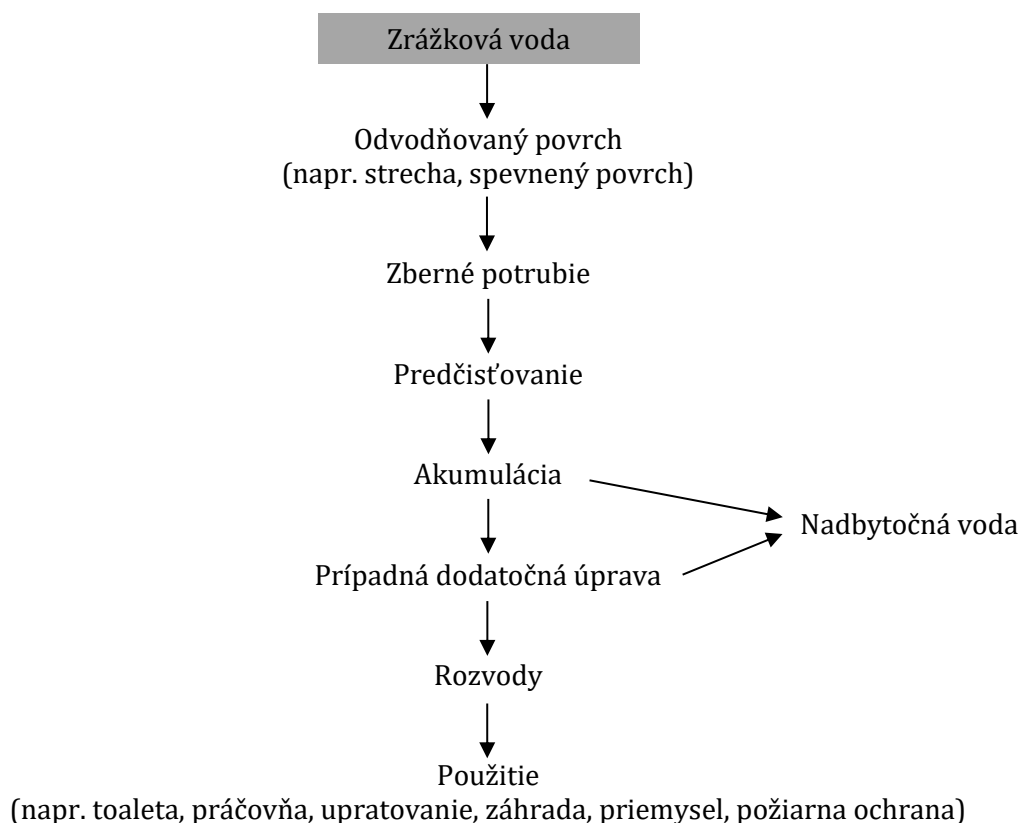 Zrážková voda
Odvodňovaný povrch
(napr. strecha, spevnený povrch)
Zberné potrubie
Predčisťovanie
Akumulácia
Nadbytočná voda
Prípadná dodatočná úprava
Rozvody
Použitie
(napr. toaleta, práčovňa, upratovanie, záhrada, priemysel, požiarna ochrana)